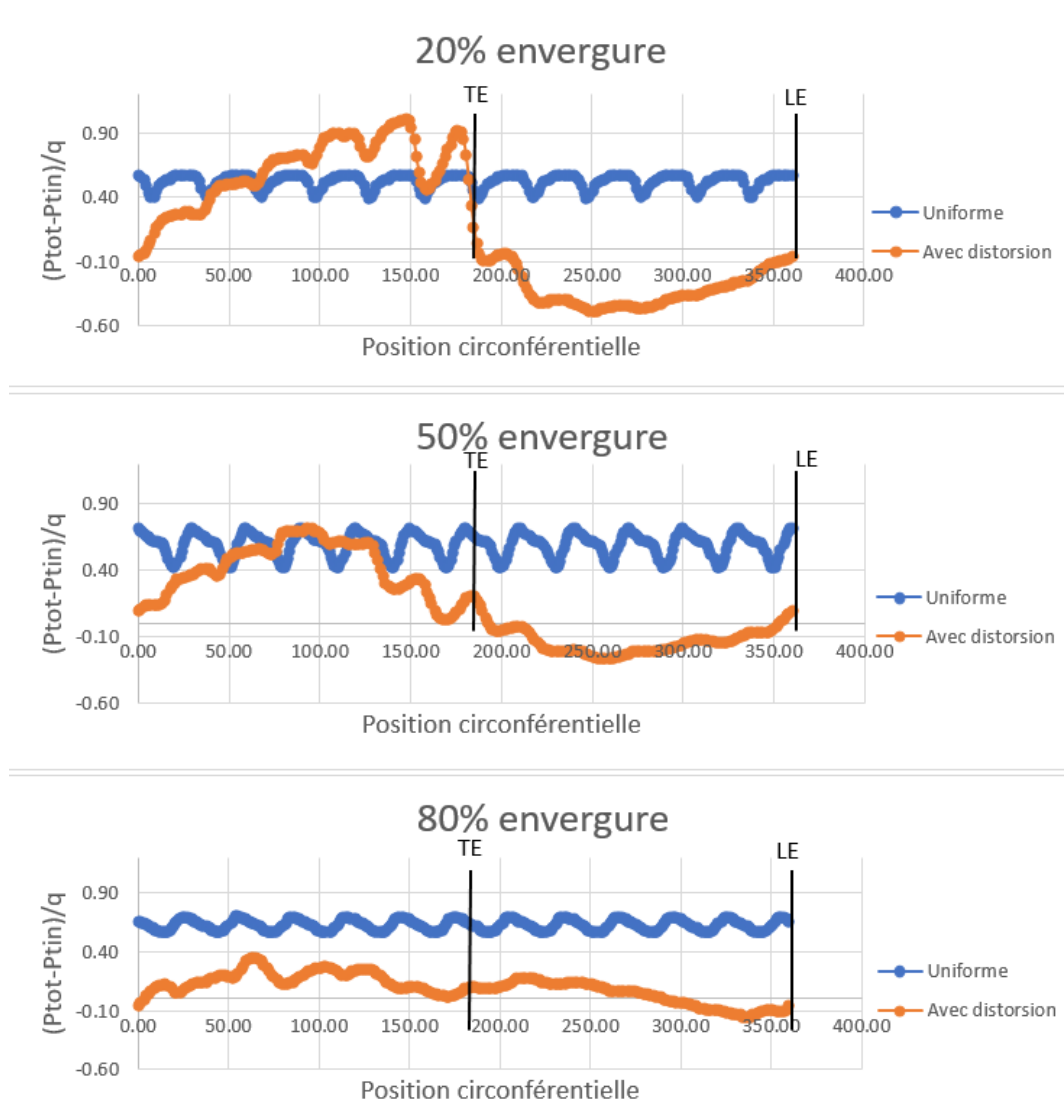 20% envergure
TE
LE
0.90
0.40
-0.10
-0.60
0.00 50.00 100.00 150.00 200.00 250.00 300.00 350.00 400.00
(Ptot-Ptin)/q
Position circonférentielle
Uniforme
Avec distorsion
50% envergure
TE
LE
0.90
0.40
-0.10
-0.60
0.00 50.00 100.00 150.00 200.00 250.00 300.00 350.00 400.00
(Ptot-Ptin)/q
Position circonférentielle
Uniforme
Avec distorsion
80% envergure
TE
LE
0.90
0.40
-0.10
-0.60
0.00 50.00 100.00 150.00 200.00 250.00 300.00 350.00 400.00
(Ptot-Ptin)/q
Position circonférentielle
Uniforme
Avec distorsion